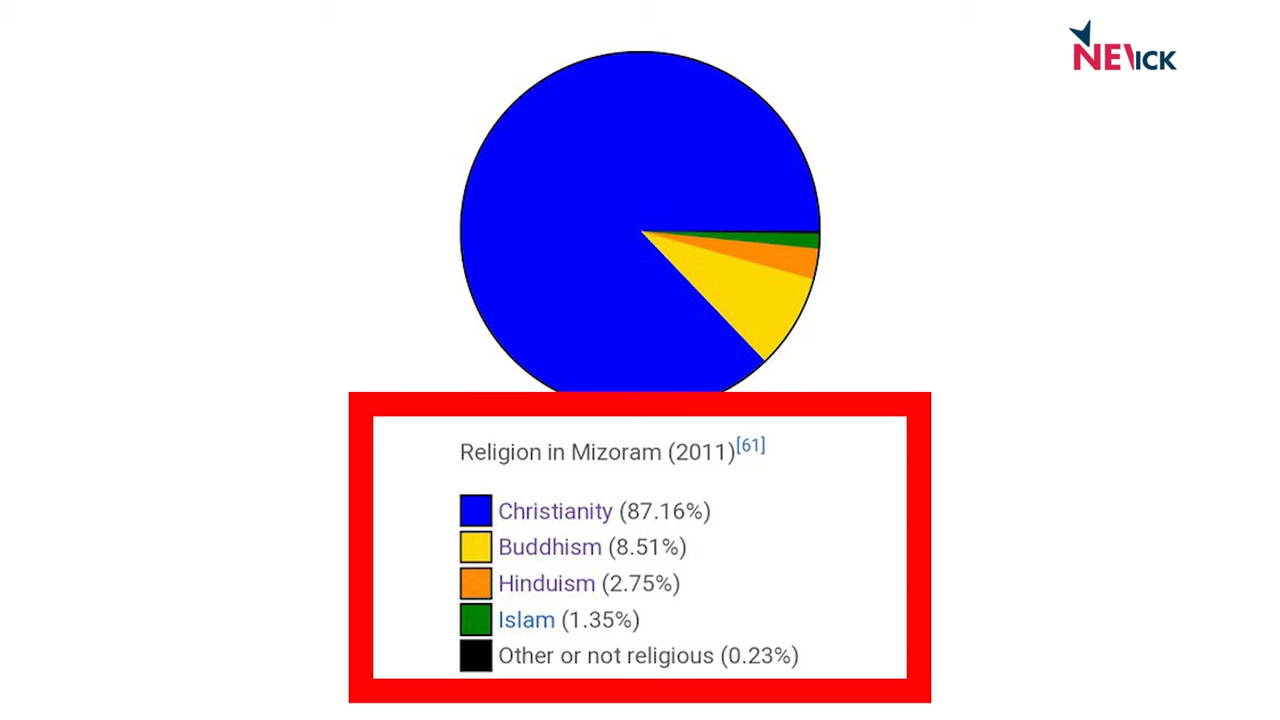 NEVICK
Religion in Mizoram (2011)[61]
Christianity (87.16%)
Buddhism (8.51%)
Hinduism (2.75%)
Islam (1.35%)
Other or not religious (0.23%)